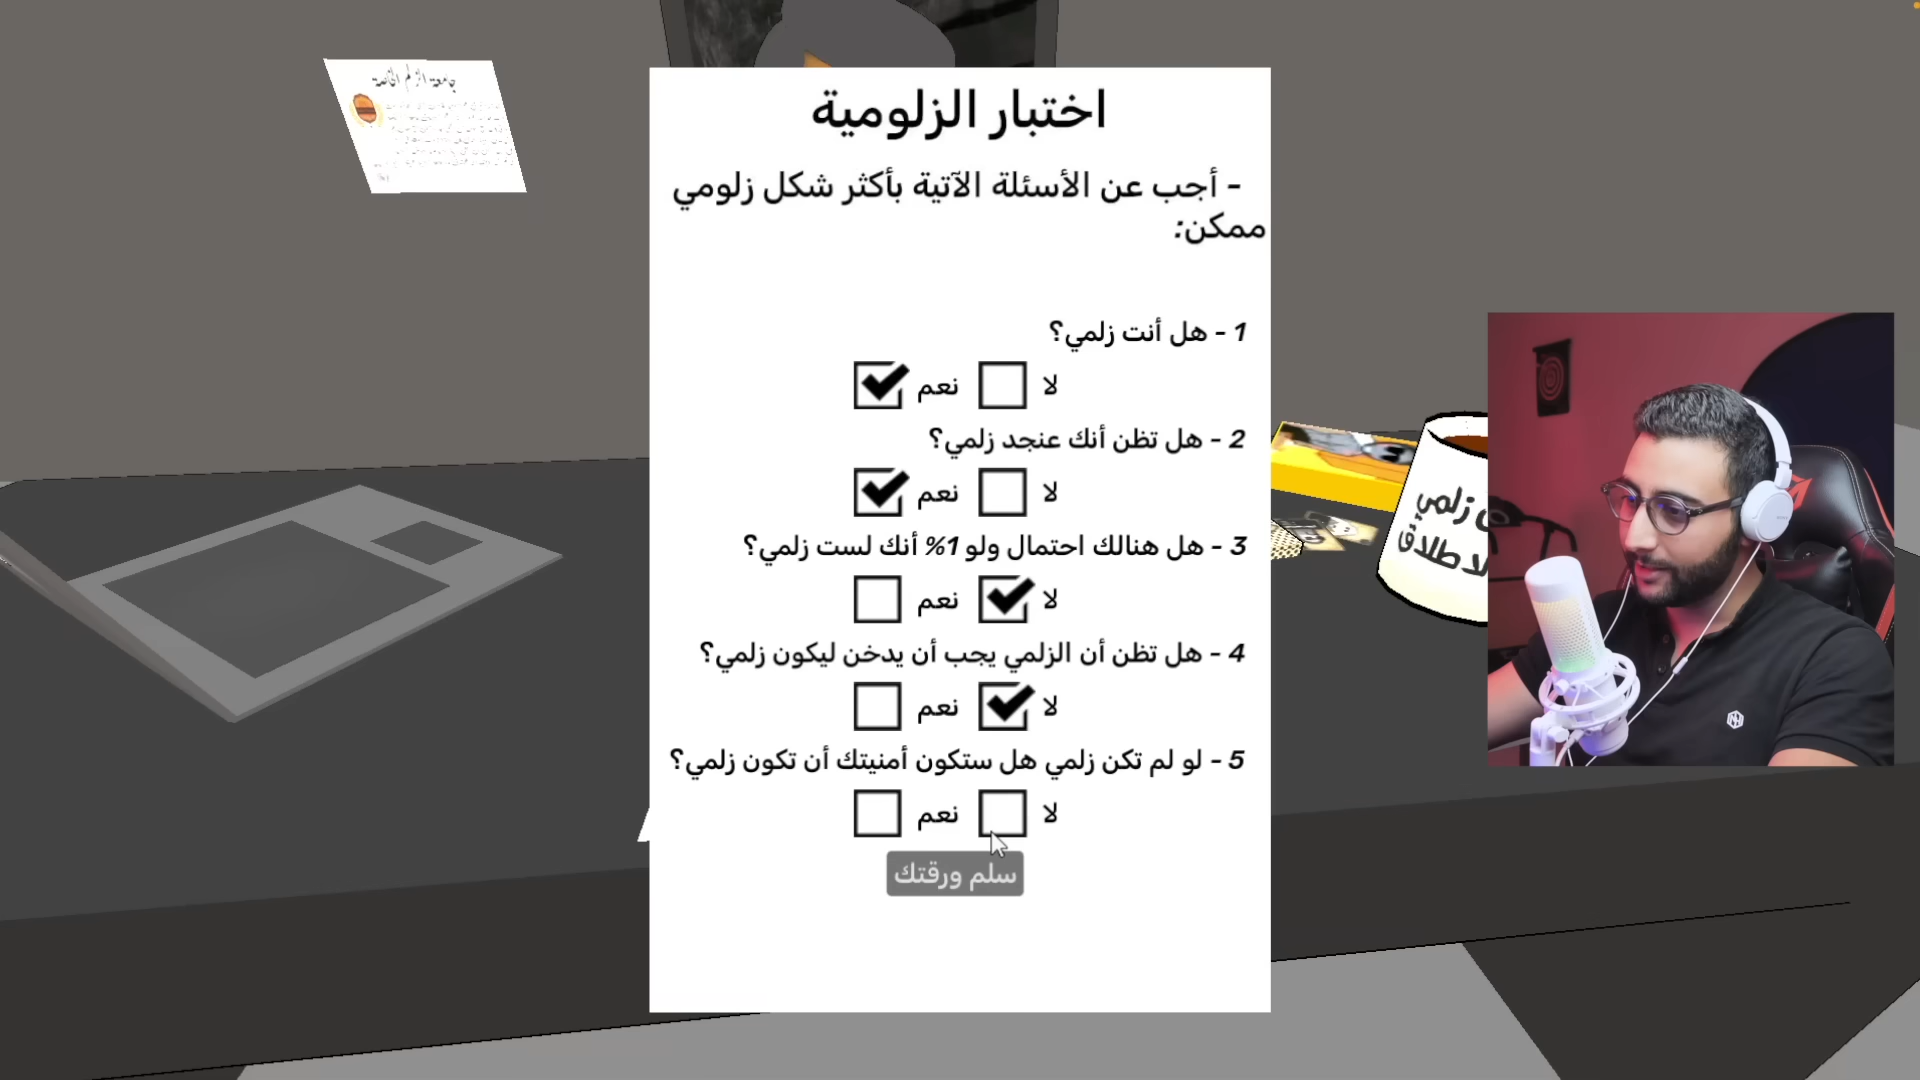 جامعة الزلم الخاصة
اختبار الزلومية
- أجب عن الأسئلة الآتية بأكثر شكل زلومي
ممكن:
1 - هل أنت زلمي؟
لا نعم
2 - هل تظن أنك عنجد زلمي؟
لا نعم
3 - هل هنالك احتمال ولو 1% أنك لست زلمي؟
لا نعم
4 - هل تظن أن الزلمي يجب أن يدخن ليكون زلمي؟
لا نعم
5 - لو لم تكن زلمي هل ستكون أمنيتك أن تكون زلمي؟
لا نعم
سلم ورقتك
زلمي